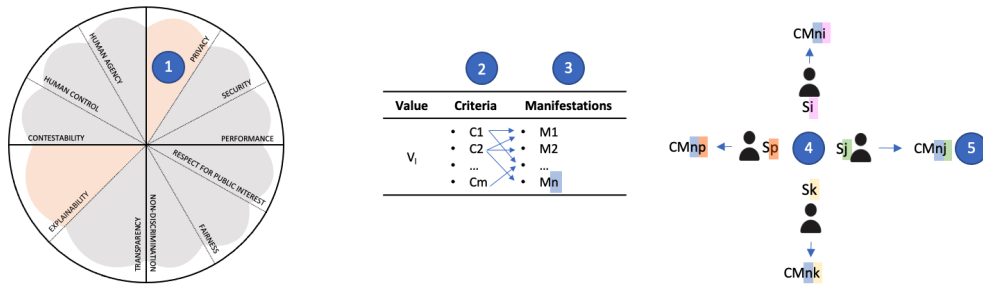 HUMAN AGENCY
1
PRIVACY
HUMAN CONTROL
SECURITY
CONTESTABILITY
PERFORMANCE
EXPLAINABILITY
RESPECT FOR PUBLIC INTEREST
TRANSPARENCY
NON-DISCRIMINATION
FAIRNESS
2
3
Value
Criteria
Manifestations
V_I
• C1
• C2
• ...
• Cm
• M1
• M2
• ...
• Mn
CMni
Si
CMnp
Sp
4
Sj
CMnj
5
Sk
CMnk